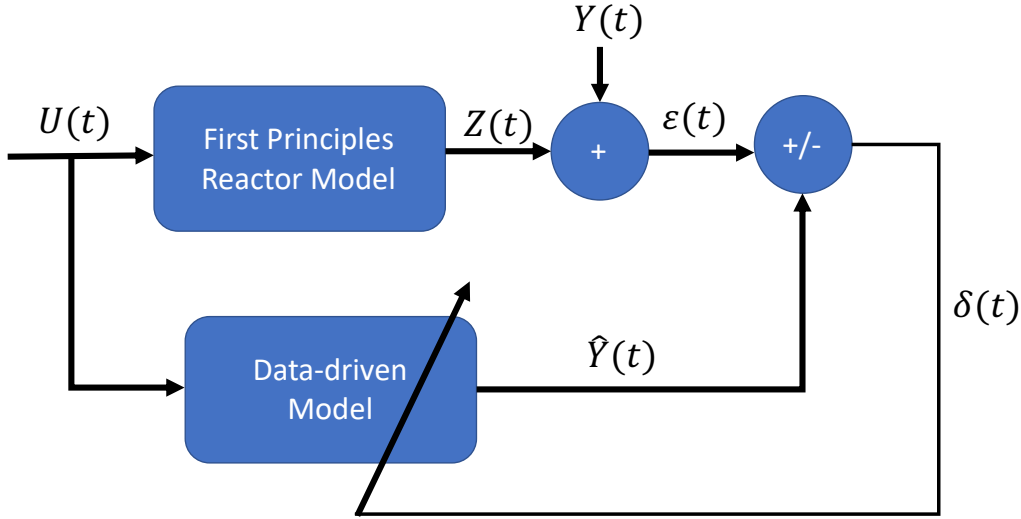 Y(t)
U(t)
First Principles
Reactor Model
Z(t)
+
ε(t)
+/-
δ(t)
Data-driven
Model
Ŷ(t)